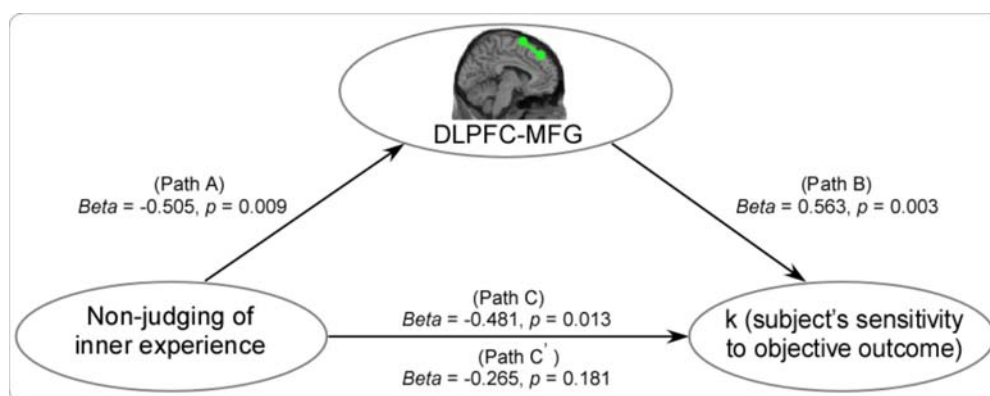 DLPFC-MFG
(Path A)
Beta = -0.505, p = 0.009
(Path B)
Beta = 0.563, p = 0.003
Non-judging of
inner experience
(Path C)
Beta = -0.481, p = 0.013
(Path C')
Beta = -0.265, p = 0.181
k (subject's sensitivity
to objective outcome)